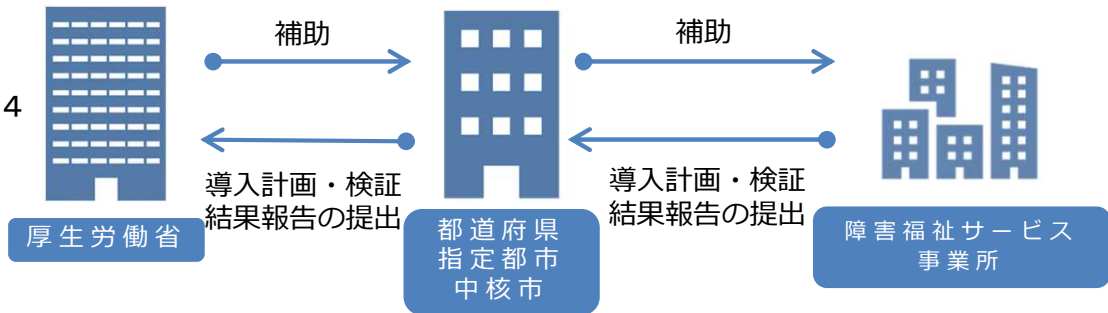 補助
補助
4
導入計画・検証
結果報告の提出
導入計画・検証
結果報告の提出
厚生労働省
都道府県
指定都市
中核市
障害福祉サービス
事業所